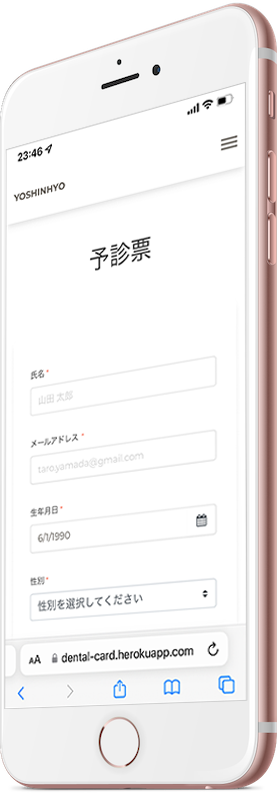 23:46
YOSHINHYO
予診票
氏名 *
山田 太郎
メールアドレス *
taro.yamada@gmail.com
生年月日 *
6/1/1990
性別 *
性別を選択してください
AA dental-card.herokuapp.com